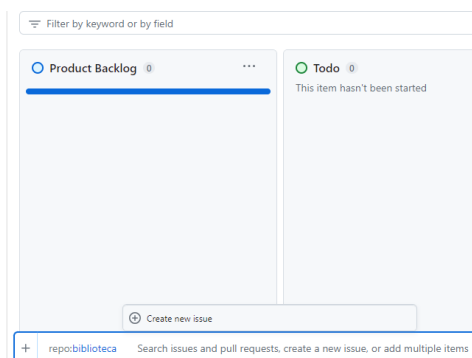 Filter by keyword or by field
Product Backlog 0 ...
Todo 0
This item hasn't been started
Create new issue
+ repo:biblioteca Search issues and pull requests, create a new issue, or add multiple items